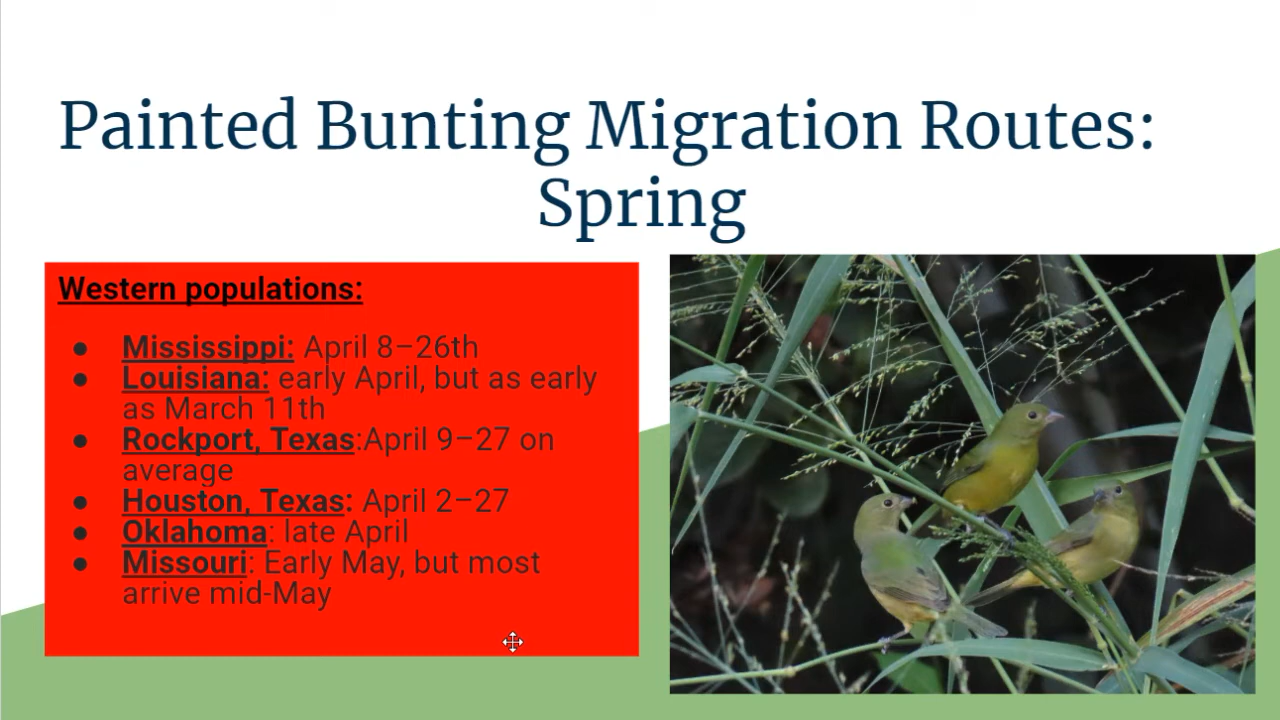 Painted Bunting Migration Routes:
Spring
Western populations:
● Mississippi: April 8–26th
● Louisiana: early April, but as early
as March 11th
● Rockport, Texas:April 9–27 on
average
● Houston, Texas: April 2–27
● Oklahoma: late April
● Missouri: Early May, but most
arrive mid-May